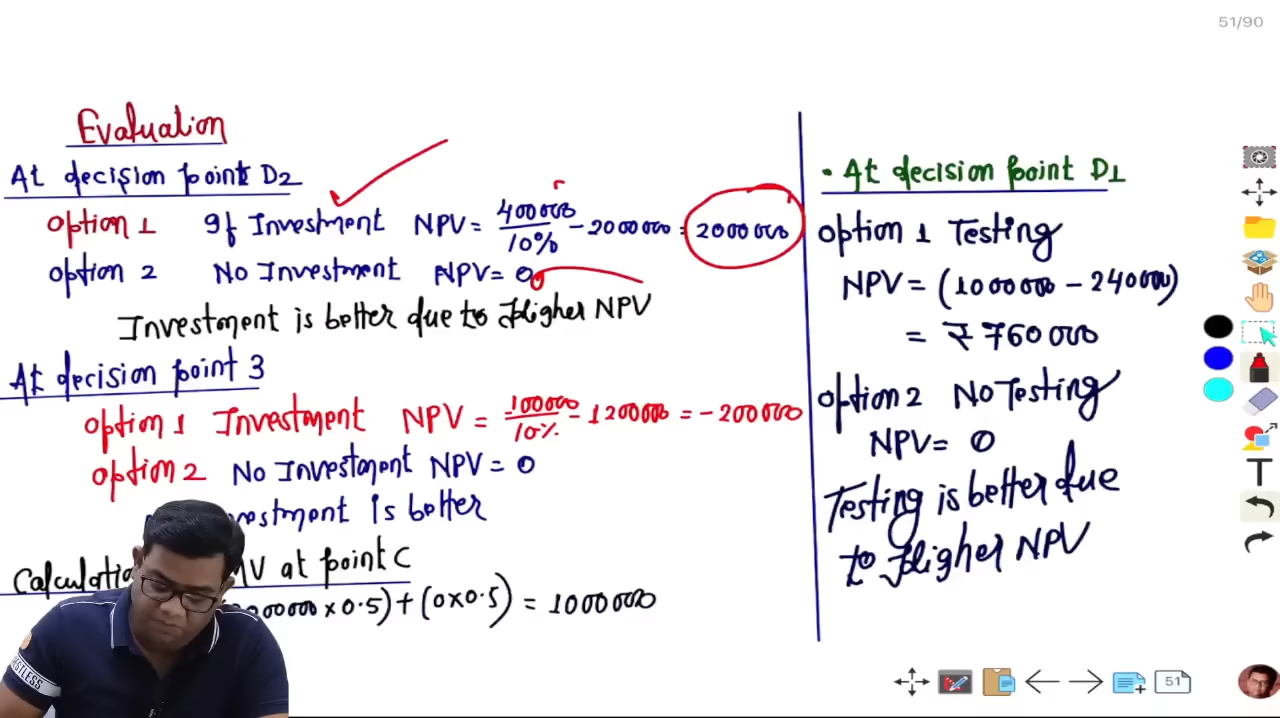 51/90
Evaluation
At decision point D2
Option 1 If Investment NPV = 400000/10% - 2000000 = 2000000
Option 2 No Investment NPV = 0
Investment is better due to Higher NPV
At decision point 3
Option 1 Investment NPV = 100000/10% - 1200000 = -200000
Option 2 No Investment NPV = 0
Investment is better
at point C
000000 x 0.5) + (0 x 0.5) = 1000000
• At decision point D1
Option 1 Testing
NPV = (1000000 - 240000)
= ₹ 760000
Option 2 No Testing
NPV = 0
Testing is better due
to Higher NPV
T
51